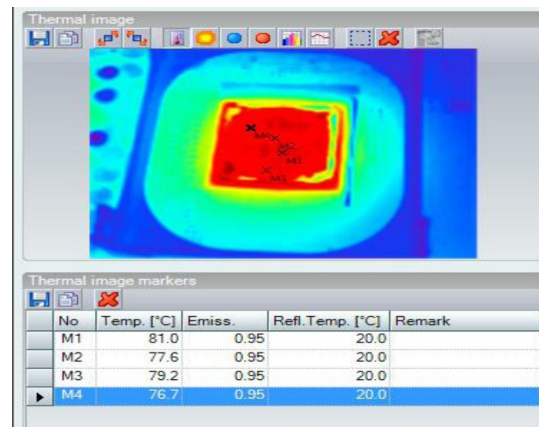 Thermal image
M4
M2
M1
M3
Thermal image markers
No Temp. [°C] Emiss. Refl.Temp. [°C] Remark
M1 81.0 0.95 20.0
M2 77.6 0.95 20.0
M3 79.2 0.95 20.0
M4 76.7 0.95 20.0